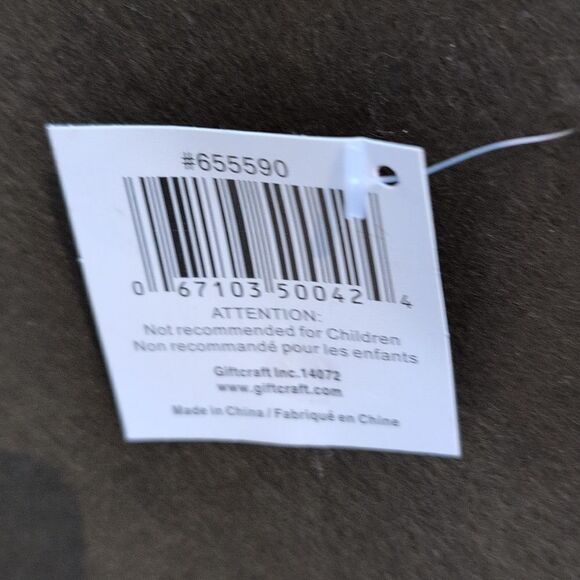 #655590
0 67103 50042 4
ATTENTION:
Not recommended for Children
Non recommandé pour les enfants
Giftcraft Inc.14072
www.giftcraft.com
Made in China / Fabriqué en Chine